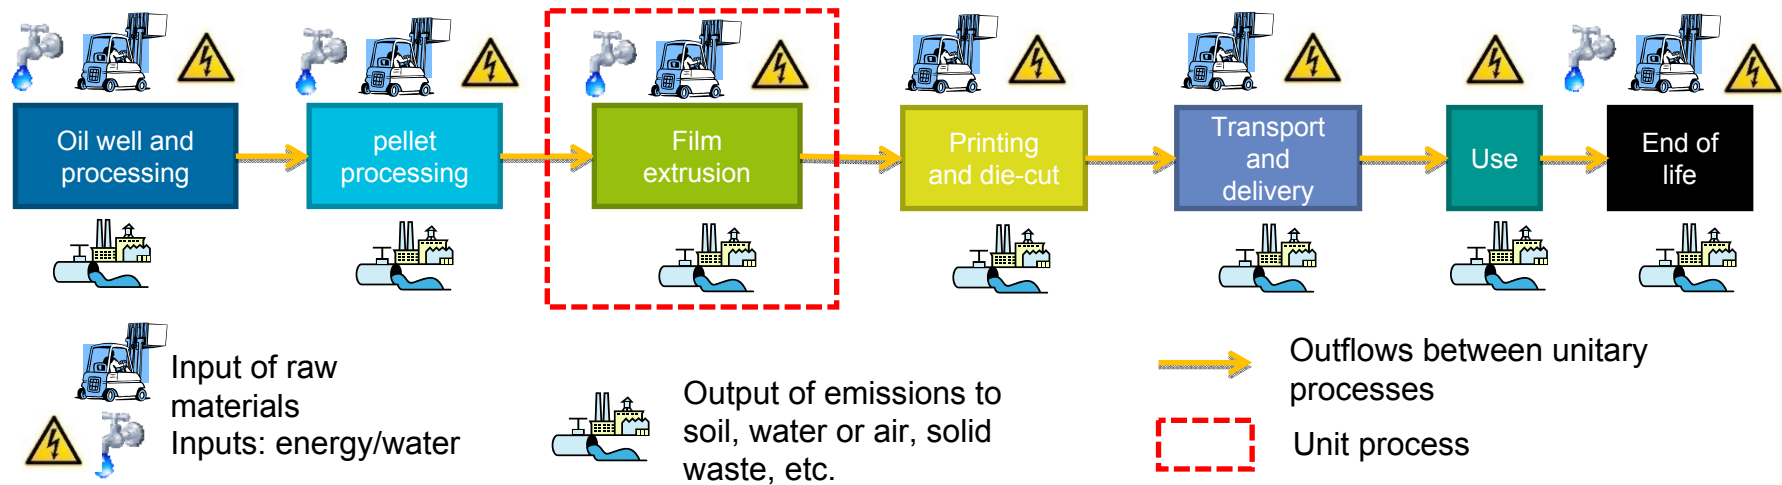 Oil well and
processing
pellet
processing
Film
extrusion
Printing
and die-cut
Transport
and
delivery
Use
End of
life
Input of raw
materials
Inputs: energy/water
Output of emissions to
soil, water or air, solid
waste, etc.
Outflows between unitary
processes
Unit process